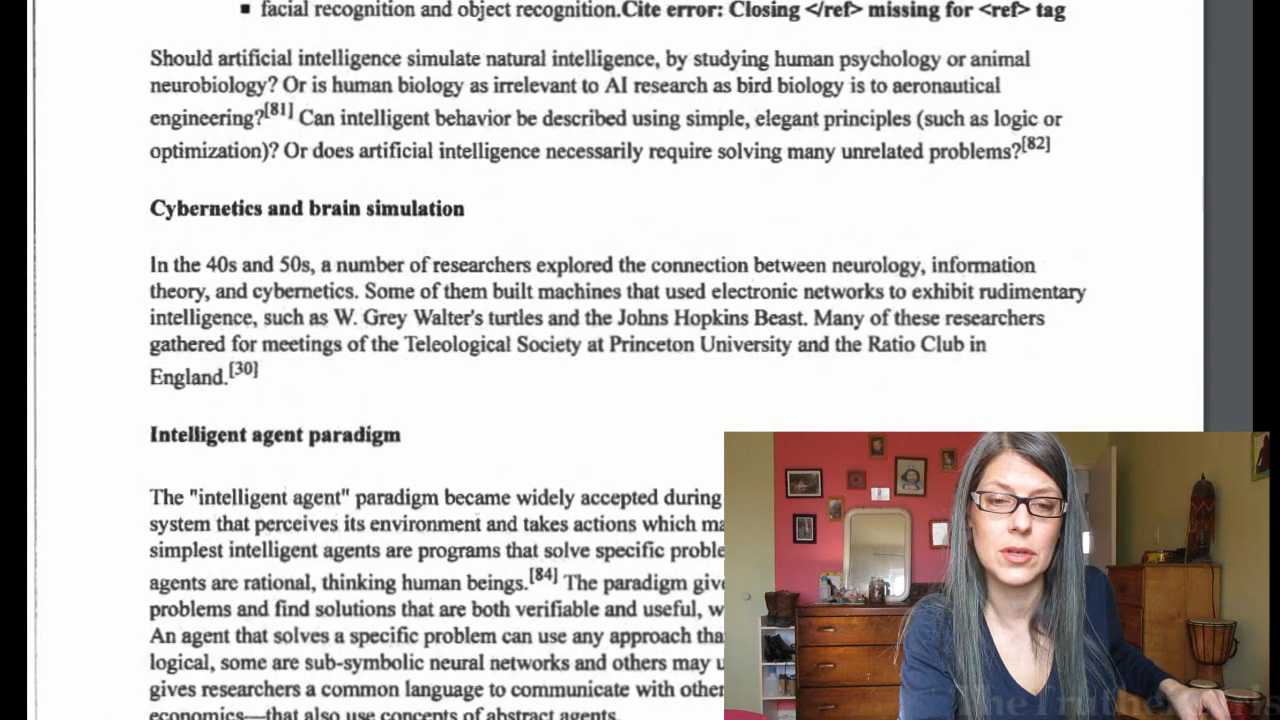 ▪ facial recognition and object recognition.Cite error: Closing </ref> missing for <ref> tag
Should artificial intelligence simulate natural intelligence, by studying human psychology or animal
neurobiology? Or is human biology as irrelevant to AI research as bird biology is to aeronautical
engineering?[81] Can intelligent behavior be described using simple, elegant principles (such as logic or
optimization)? Or does artificial intelligence necessarily require solving many unrelated problems?[82]
Cybernetics and brain simulation
In the 40s and 50s, a number of researchers explored the connection between neurology, information
theory, and cybernetics. Some of them built machines that used electronic networks to exhibit rudimentary
intelligence, such as W. Grey Walter's turtles and the Johns Hopkins Beast. Many of these researchers
gathered for meetings of the Teleological Society at Princeton University and the Ratio Club in
England.[30]
Intelligent agent paradigm
The "intelligent agent" paradigm became widely accepted during
system that perceives its environment and takes actions which
simplest intelligent agents are programs that solve specific
agents are rational, thinking human beings.[84] The paradigm
problems and find solutions that are both verifiable and useful,
An agent that solves a specific problem can use any approach
logical, some are sub-symbolic neural networks and others may
gives researchers a common language to communicate with
economics—that also use concepts of abstract agents.